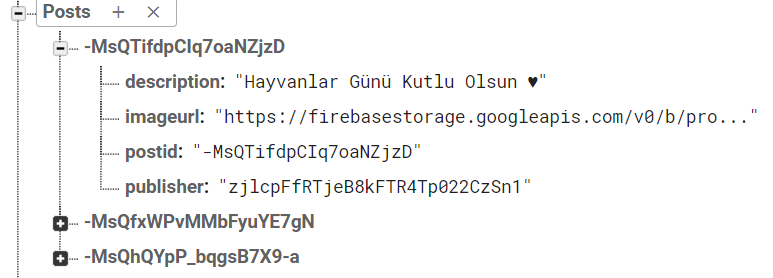 Posts + ×
-MsQTifdpCIq7oaNZjzD
description: "Hayvanlar Günü Kutlu Olsun ♥"
imageurl: "https://firebasestorage.googleapis.com/v0/b/pro..."
postid: "-MsQTifdpCIq7oaNZjzD"
publisher: "zjlcpFfRTjeB8kFTR4Tp022CzSn1"
-MsQfxWPvMMbFyuYE7gN
-MsQhQYpP_bqgsB7X9-a